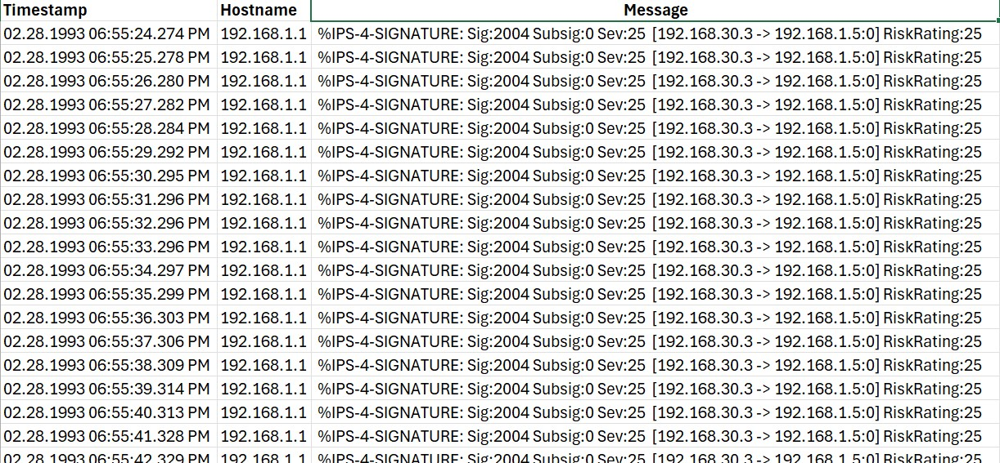 Timestamp Hostname Message
02.28.1993 06:55:24.274 PM 192.168.1.1 %IPS-4-SIGNATURE: Sig:2004 Subsig:0 Sev:25 [192.168.30.3 -> 192.168.1.5:0] RiskRating:25
02.28.1993 06:55:25.278 PM 192.168.1.1 %IPS-4-SIGNATURE: Sig:2004 Subsig:0 Sev:25 [192.168.30.3 -> 192.168.1.5:0] RiskRating:25
02.28.1993 06:55:26.280 PM 192.168.1.1 %IPS-4-SIGNATURE: Sig:2004 Subsig:0 Sev:25 [192.168.30.3 -> 192.168.1.5:0] RiskRating:25
02.28.1993 06:55:27.282 PM 192.168.1.1 %IPS-4-SIGNATURE: Sig:2004 Subsig:0 Sev:25 [192.168.30.3 -> 192.168.1.5:0] RiskRating:25
02.28.1993 06:55:28.284 PM 192.168.1.1 %IPS-4-SIGNATURE: Sig:2004 Subsig:0 Sev:25 [192.168.30.3 -> 192.168.1.5:0] RiskRating:25
02.28.1993 06:55:29.292 PM 192.168.1.1 %IPS-4-SIGNATURE: Sig:2004 Subsig:0 Sev:25 [192.168.30.3 -> 192.168.1.5:0] RiskRating:25
02.28.1993 06:55:30.295 PM 192.168.1.1 %IPS-4-SIGNATURE: Sig:2004 Subsig:0 Sev:25 [192.168.30.3 -> 192.168.1.5:0] RiskRating:25
02.28.1993 06:55:31.296 PM 192.168.1.1 %IPS-4-SIGNATURE: Sig:2004 Subsig:0 Sev:25 [192.168.30.3 -> 192.168.1.5:0] RiskRating:25
02.28.1993 06:55:32.296 PM 192.168.1.1 %IPS-4-SIGNATURE: Sig:2004 Subsig:0 Sev:25 [192.168.30.3 -> 192.168.1.5:0] RiskRating:25
02.28.1993 06:55:33.296 PM 192.168.1.1 %IPS-4-SIGNATURE: Sig:2004 Subsig:0 Sev:25 [192.168.30.3 -> 192.168.1.5:0] RiskRating:25
02.28.1993 06:55:34.297 PM 192.168.1.1 %IPS-4-SIGNATURE: Sig:2004 Subsig:0 Sev:25 [192.168.30.3 -> 192.168.1.5:0] RiskRating:25
02.28.1993 06:55:35.299 PM 192.168.1.1 %IPS-4-SIGNATURE: Sig:2004 Subsig:0 Sev:25 [192.168.30.3 -> 192.168.1.5:0] RiskRating:25
02.28.1993 06:55:36.303 PM 192.168.1.1 %IPS-4-SIGNATURE: Sig:2004 Subsig:0 Sev:25 [192.168.30.3 -> 192.168.1.5:0] RiskRating:25
02.28.1993 06:55:37.306 PM 192.168.1.1 %IPS-4-SIGNATURE: Sig:2004 Subsig:0 Sev:25 [192.168.30.3 -> 192.168.1.5:0] RiskRating:25
02.28.1993 06:55:38.309 PM 192.168.1.1 %IPS-4-SIGNATURE: Sig:2004 Subsig:0 Sev:25 [192.168.30.3 -> 192.168.1.5:0] RiskRating:25
02.28.1993 06:55:39.314 PM 192.168.1.1 %IPS-4-SIGNATURE: Sig:2004 Subsig:0 Sev:25 [192.168.30.3 -> 192.168.1.5:0] RiskRating:25
02.28.1993 06:55:40.313 PM 192.168.1.1 %IPS-4-SIGNATURE: Sig:2004 Subsig:0 Sev:25 [192.168.30.3 -> 192.168.1.5:0] RiskRating:25
02.28.1993 06:55:41.328 PM 192.168.1.1 %IPS-4-SIGNATURE: Sig:2004 Subsig:0 Sev:25 [192.168.30.3 -> 192.168.1.5:0] RiskRating:25
02.28.1993 06:55:42.329 PM 192.168.1.1 %IPS-4-SIGNATURE: Sig:2004 Subsig:0 Sev:25 [192.168.30.3 -> 192.168.1.5:0] RiskRating:25